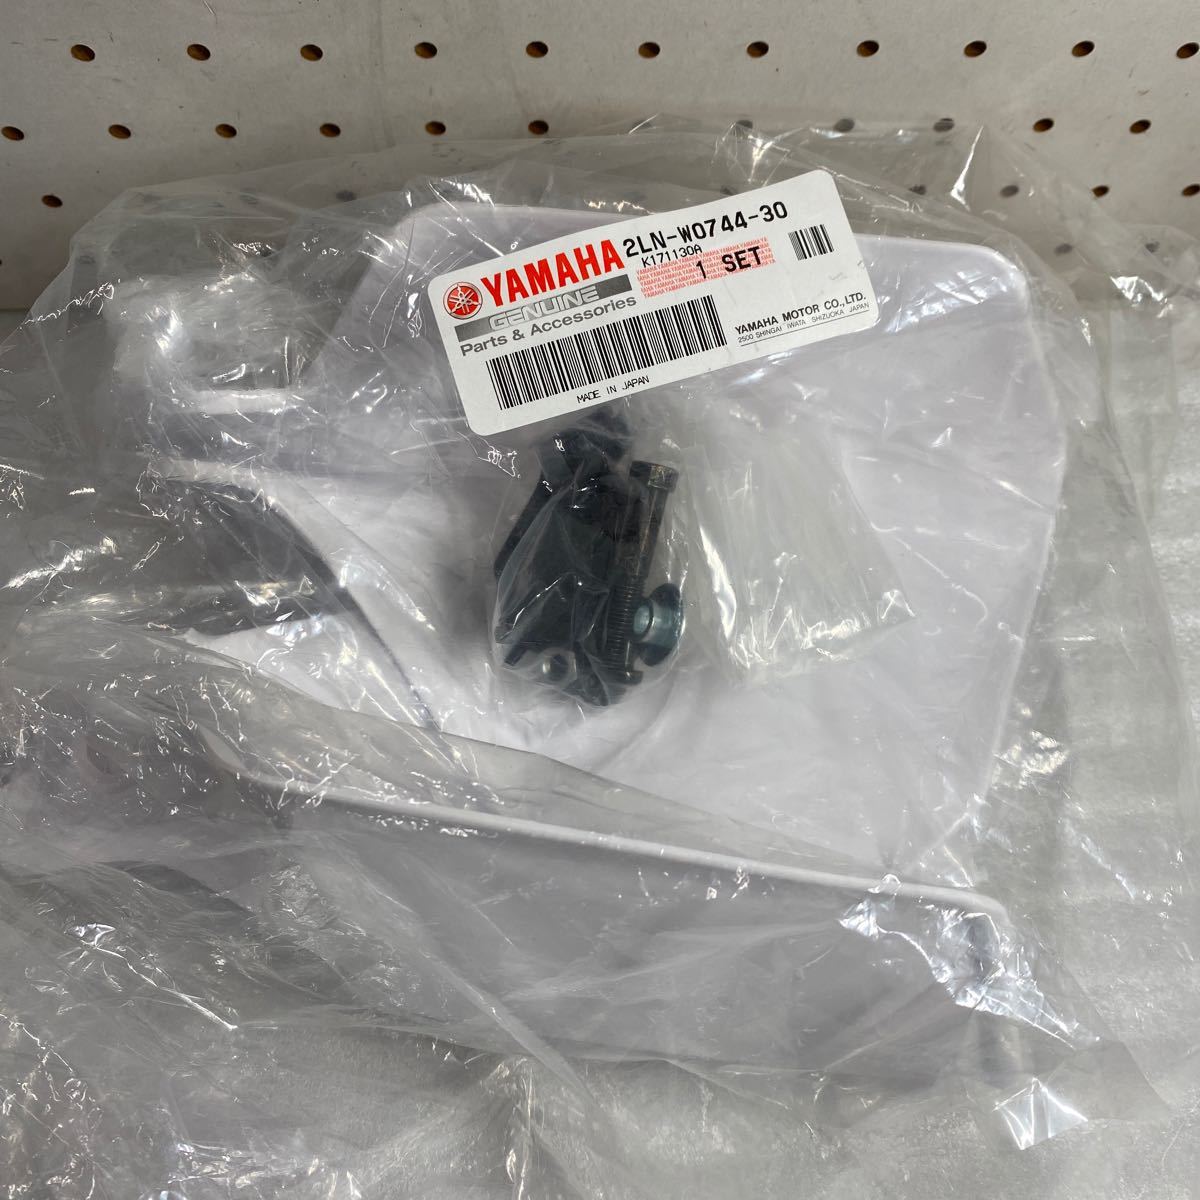 YAMAHA 2LN-W0744-30
K171130A
GENUINE
1 SET
Parts & Accessories
YAMAHA MOTOR CO.,LTD.
2500 SHINGAI IWATA SHIZUOKA JAPAN
MADE IN JAPAN